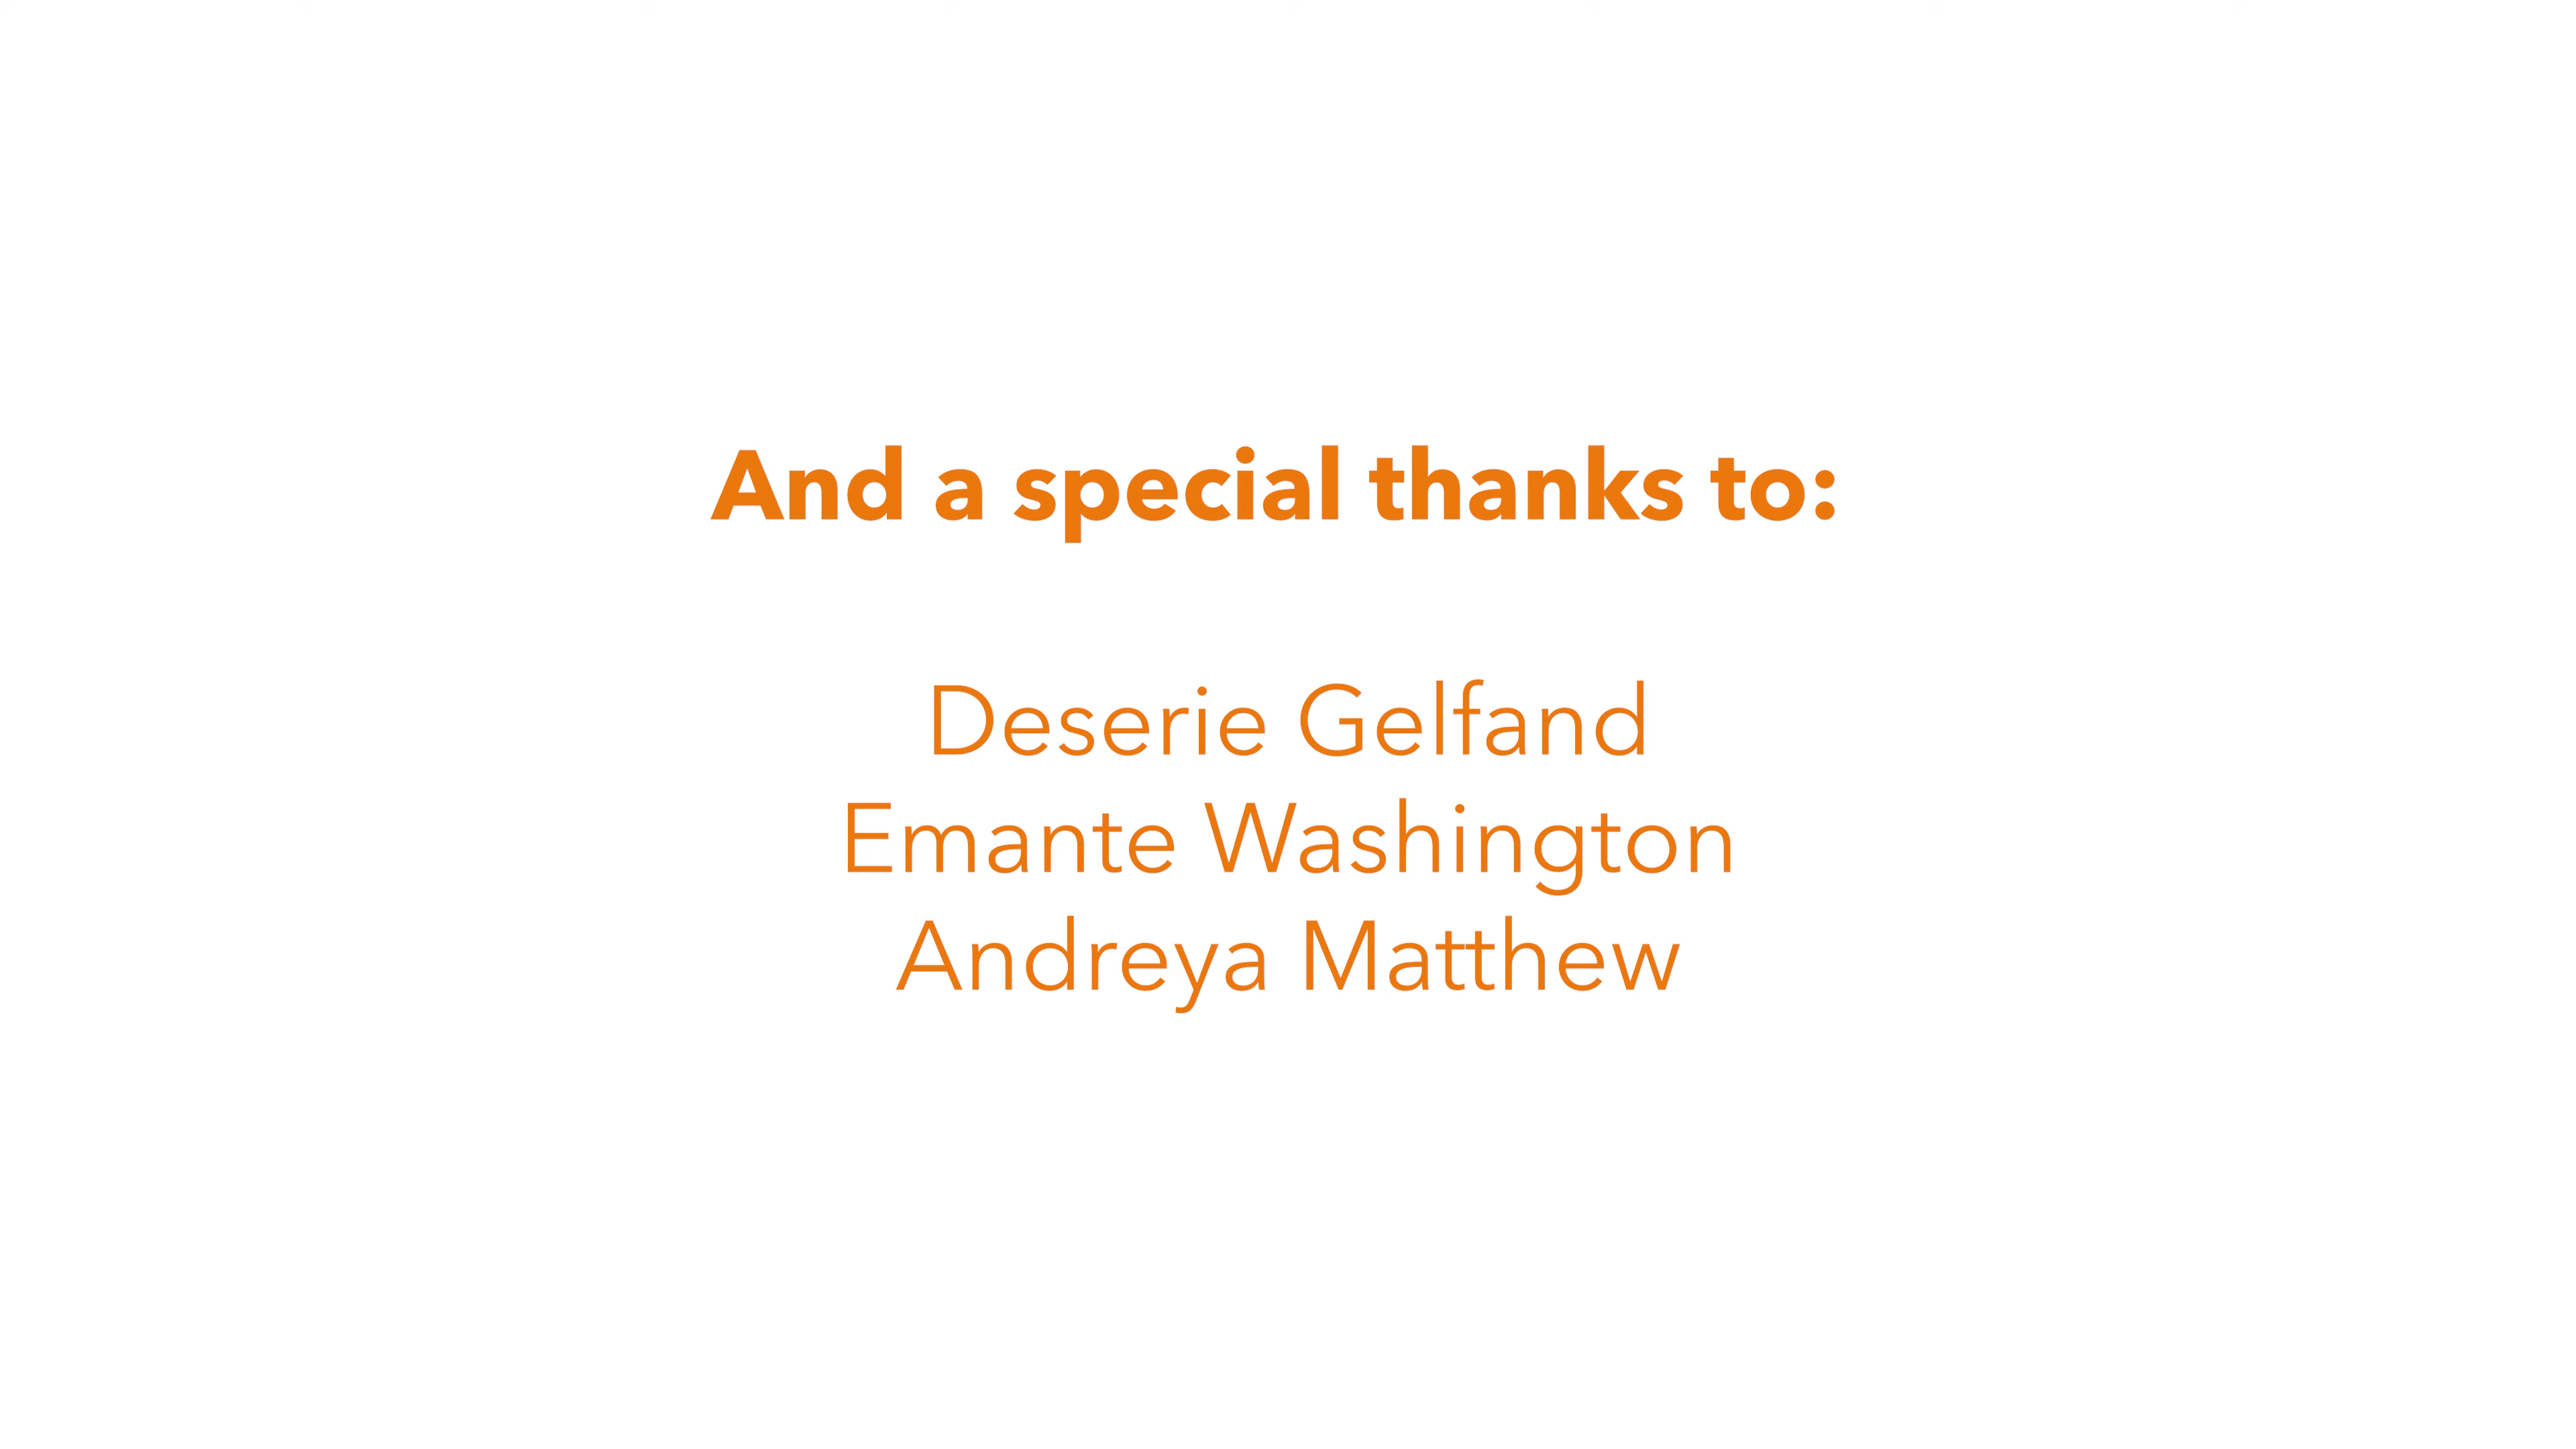 And a special thanks to:
Deserie Gelfand
Emante Washington
Andreya Matthew